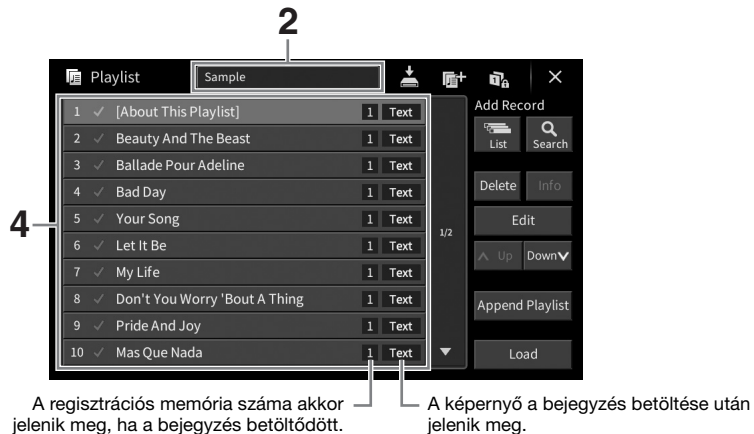 2
Playlist
Sample
Add Record
1 ✓ [About This Playlist] 1 Text
2 ✓ Beauty And The Beast 1 Text
3 ✓ Ballade Pour Adeline 1 Text
4 ✓ Bad Day 1 Text
5 ✓ Your Song 1 Text
6 ✓ Let It Be 1 Text
7 ✓ My Life 1 Text
8 ✓ Don't You Worry 'Bout A Thing 1 Text
9 ✓ Pride And Joy 1 Text
10 ✓ Mas Que Nada 1 Text
4
1/2
List
Search
Delete
Info
Edit
Up
Down
Append Playlist
Load
A regisztrációs memória száma akkor
jelenik meg, ha a bejegyzés betöltődött.
A képernyő a bejegyzés betöltése után
jelenik meg.